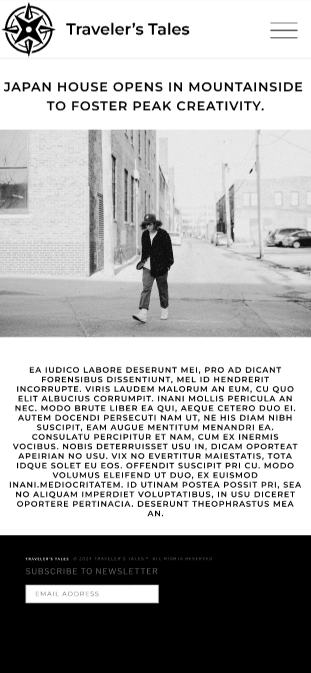 Traveler's Tales
JAPAN HOUSE OPENS IN MOUNTAINSIDE
TO FOSTER PEAK CREATIVITY.
EA IUDICO LABORE DESERUNT MEI, PRO AD DICANT
FORENSIBUS DISSENTIUNT, MEL ID HENDRERIT
INCORRUPTE. VIRIS LAUDEM MALORUM AN EUM, CU QUO
ELIT ALBUCIUS CORRUMPIT. INANI MOLLIS PERICULA AN
NEC. MODO BRUTE LIBER EA QUI, AEQUE CETERO DUO EI.
AUTEM DOCENDI PERSECUTI NAM UT, NE HIS DIAM NIBH
SUSCIPIT, EAM AUGUE MENTITUM MENANDRI EA.
CONSULATU PERCIPITUR ET NAM, CUM EX INERMIS
VOCIBUS. NOBIS DETERRUISSET USU IN, DICAM OPORTEAT
APEIRIAN NO USU. VIX NO EVERTITUR MAIESTATIS, TOTA
IDQUE SOLET EU EOS. OFFENDIT SUSCIPIT PRI CU. MODO
VOLUMUS ELEIFEND UT DUO, EX EUISMOD
INANI.MEDIOCRITATEM. ID UTINAM POSTEA POSSIT PRI, SEA
NO ALIQUAM IMPERDIET VOLUPTATIBUS, IN USU DICERET
OPORTERE PERTINACIA. DESERUNT THEOPHRASTUS MEA
AN.
TRAVELER'S TALES © 2024 TRAVELER'S TALES™. ALL RIGHTS RESERVED
SUBSCRIBE TO NEWSLETTER
EMAIL ADDRESS